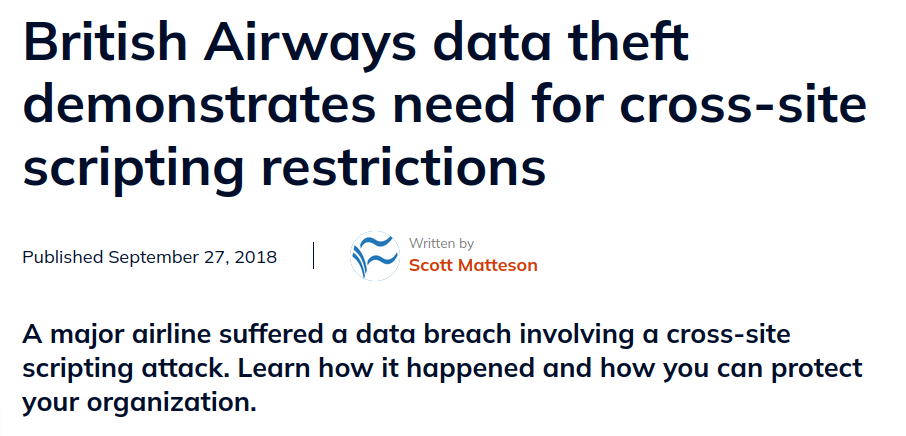 British Airways data theft
demonstrates need for cross-site
scripting restrictions
Published September 27, 2018
Written by
Scott Matteson
A major airline suffered a data breach involving a cross-site
scripting attack. Learn how it happened and how you can protect
your organization.